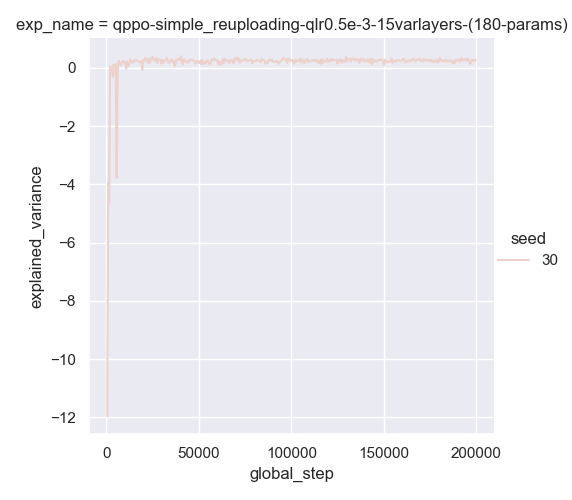 exp_name = qppo-simple_reuploading-qlr0.5e-3-15varlayers-(180-params)
explained_variance
0
−2
−4
−6
−8
−10
−12
0 50000 100000 150000 200000
global_step
seed
30